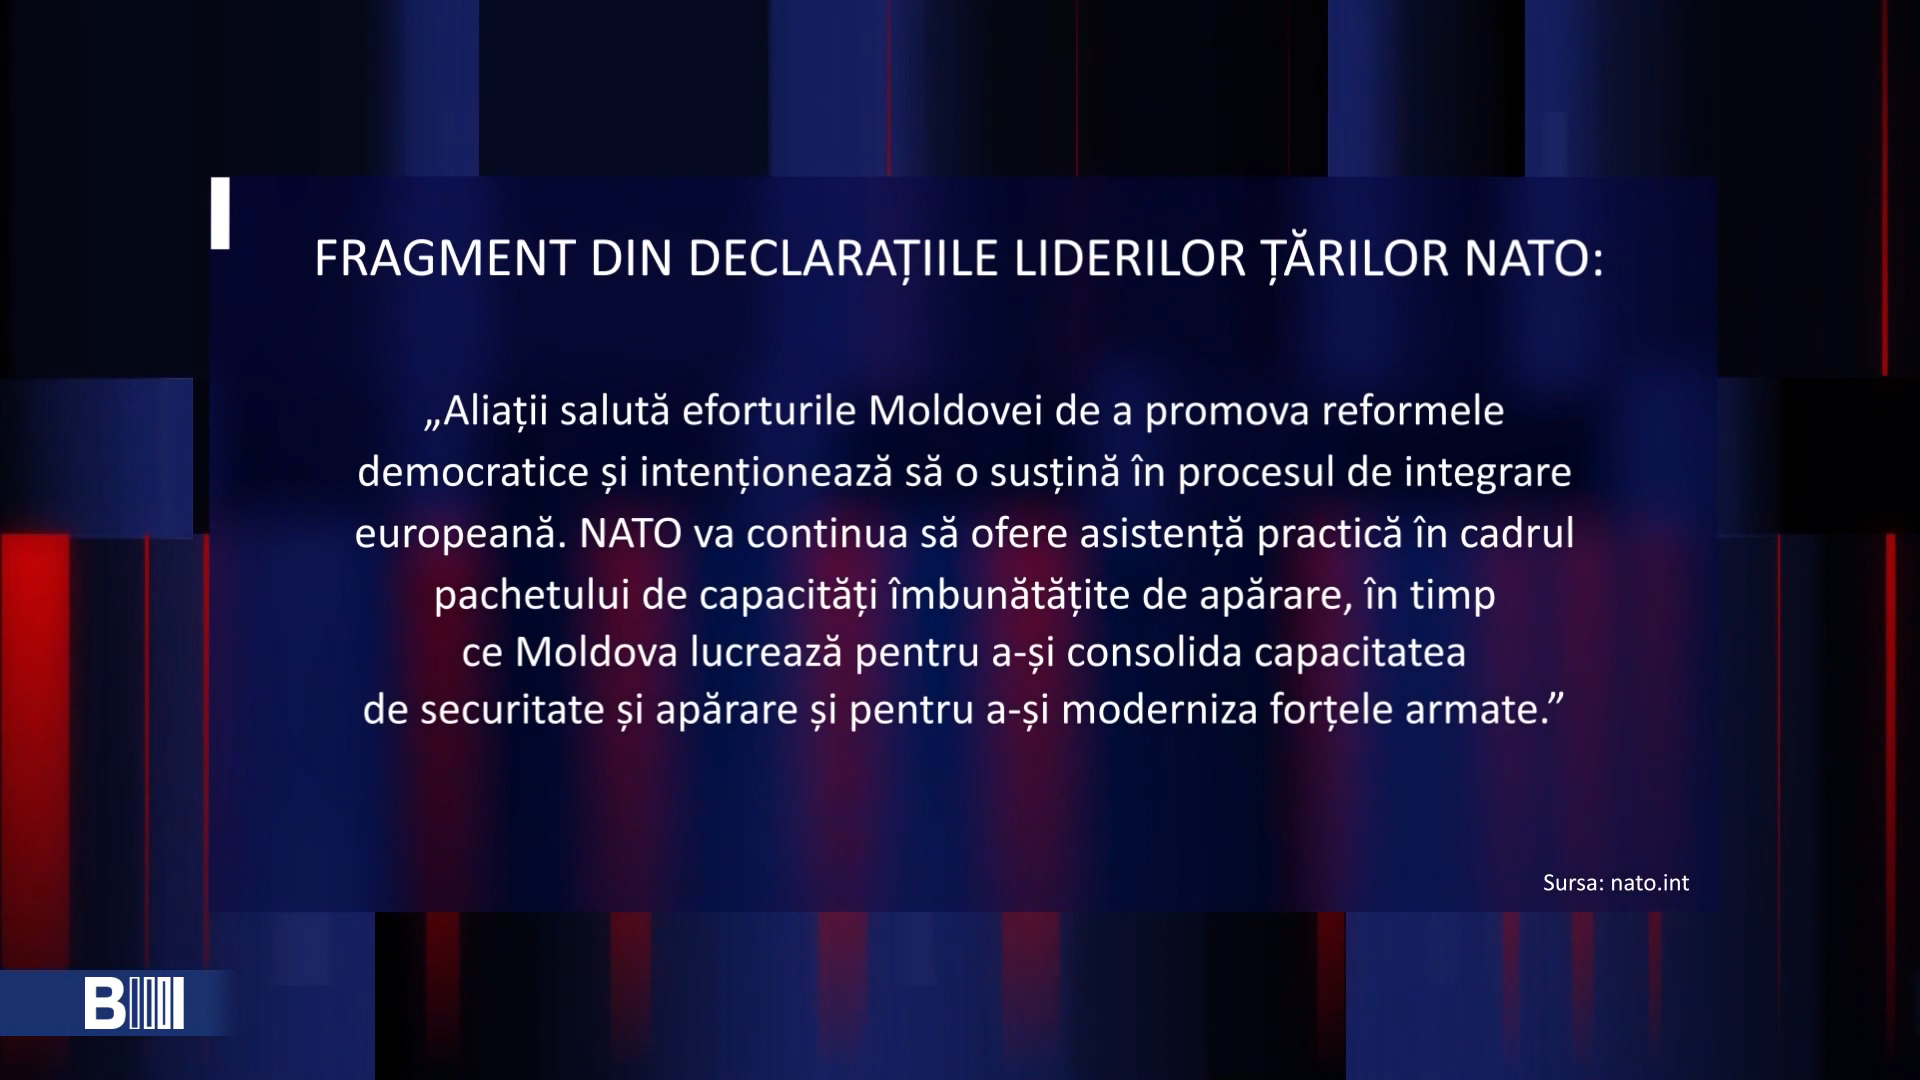 FRAGMENT DIN DECLARAȚIILE LIDERILOR ȚĂRILOR NATO:
„Aliații salută eforturile Moldovei de a promova reformele
democratice și intenționează să o susțină în procesul de integrare
europeană. NATO va continua să ofere asistență practică în cadrul
pachetului de capacități îmbunătățite de apărare, în timp
ce Moldova lucrează pentru a-și consolida capacitatea
de securitate și apărare și pentru a-și moderniza forțele armate.”
Sursa: nato.int
B